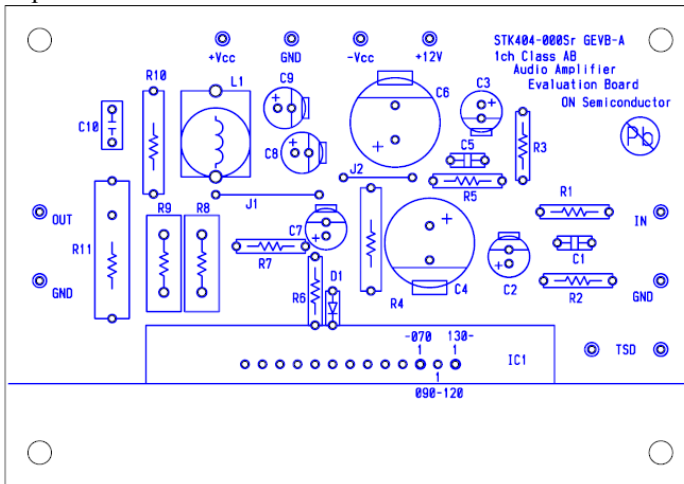 STK404-000Sr GEVB-A
1ch Class AB
Audio Amplifier
Evaluation Board
ON Semiconductor
+Vcc
GND
-Vcc
+12V
R10
L1
C9
C6
C3
C10
C8
C5
R3
Pb
J2
R5
J1
R1
OUT
R9
R8
IN
R11
C7
R7
C1
D1
GND
R6
R4
C4
C2
R2
GND
TSD
-070
130-
1
1
IC1
1
090-120
+
+
+
+
+
+
+